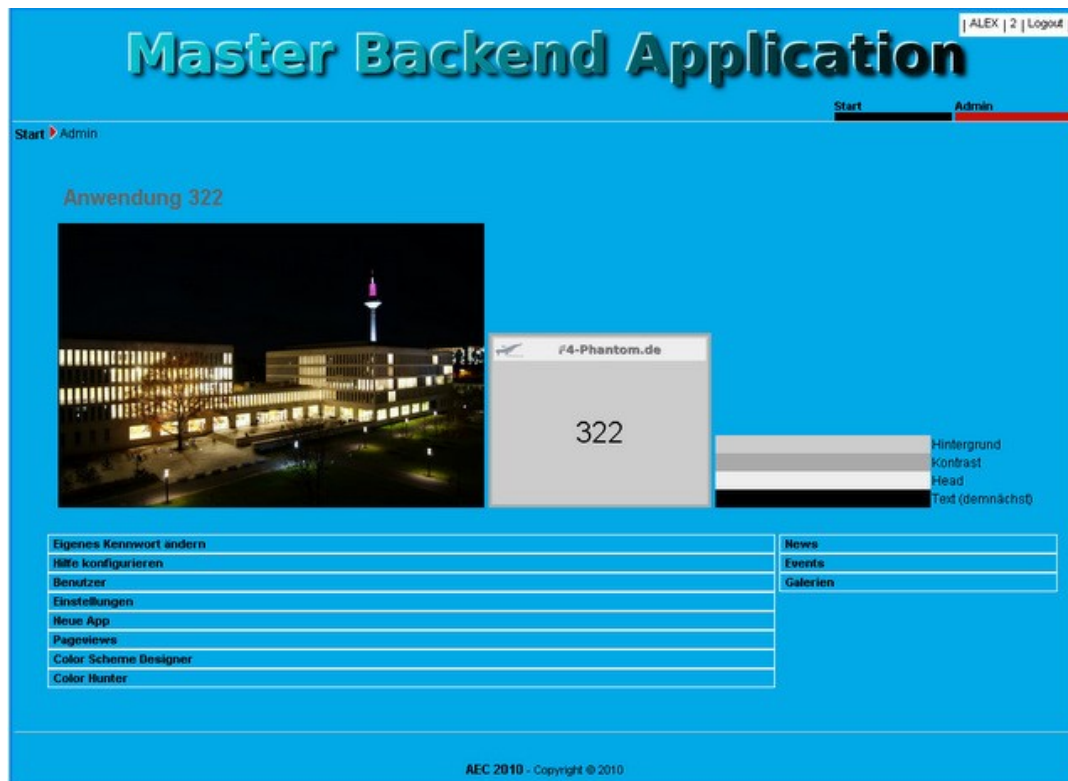 | ALEX | 2 | Logout
Master Backend Application
Start Admin
Start Admin
Anwendung 322
F4-Phantom.de
322
Hintergrund
Kontrast
Head
Text (demnächst)
Eigenes Kennwort ändern
Hilfe konfigurieren
Benutzer
Einstellungen
Neue App
Pageviews
Color Scheme Designer
Color Hunter
News
Events
Galerien
AEC 2010 - Copyright © 2010